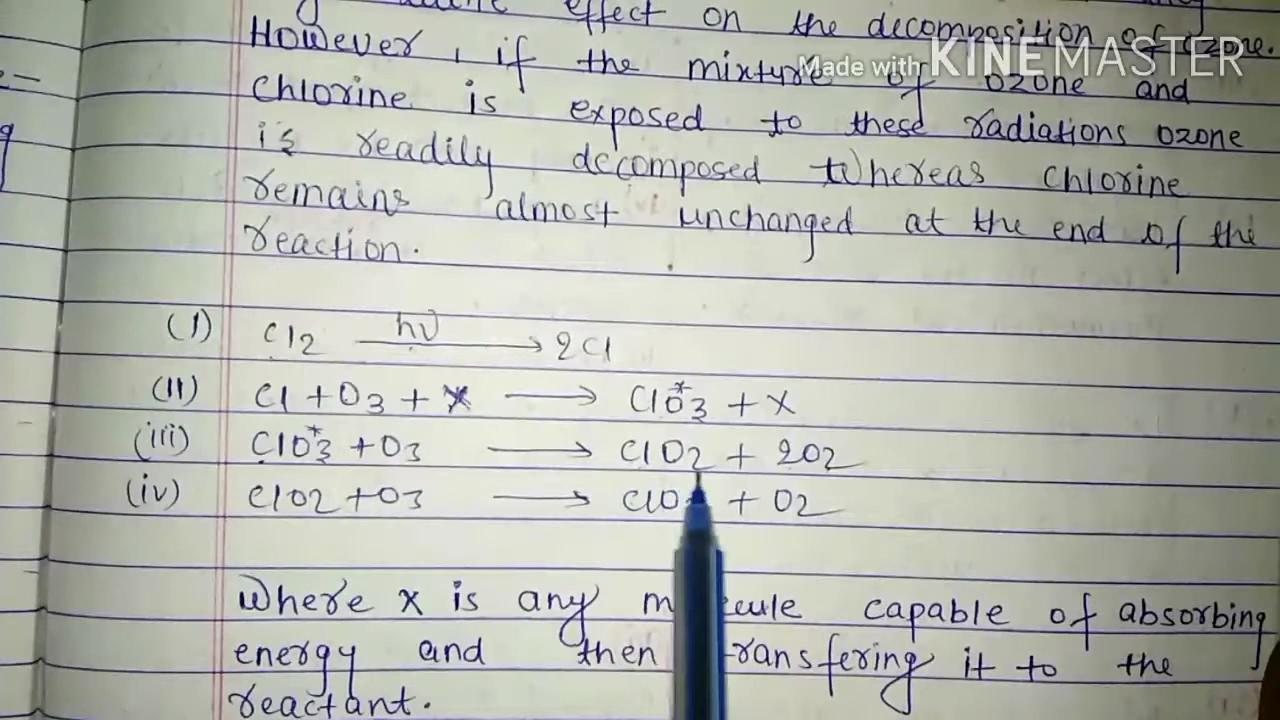 effect on the decomposition of ozone.
Made with KINEMASTER
However, if the mixture of ozone and
chlorine is exposed to these radiations ozone
is readily decomposed whereas chlorine
remains almost unchanged at the end of the
reaction.
(I) Cl2 hν → 2Cl
(II) Cl + O3 + X → ClO3* + X
(iii) ClO3* + O3 → ClO2 + 2O2
(iv) ClO2 + O3 → ClO + O2
Where x is any capable of absorbing
energy and then transfering it to the
reactant.